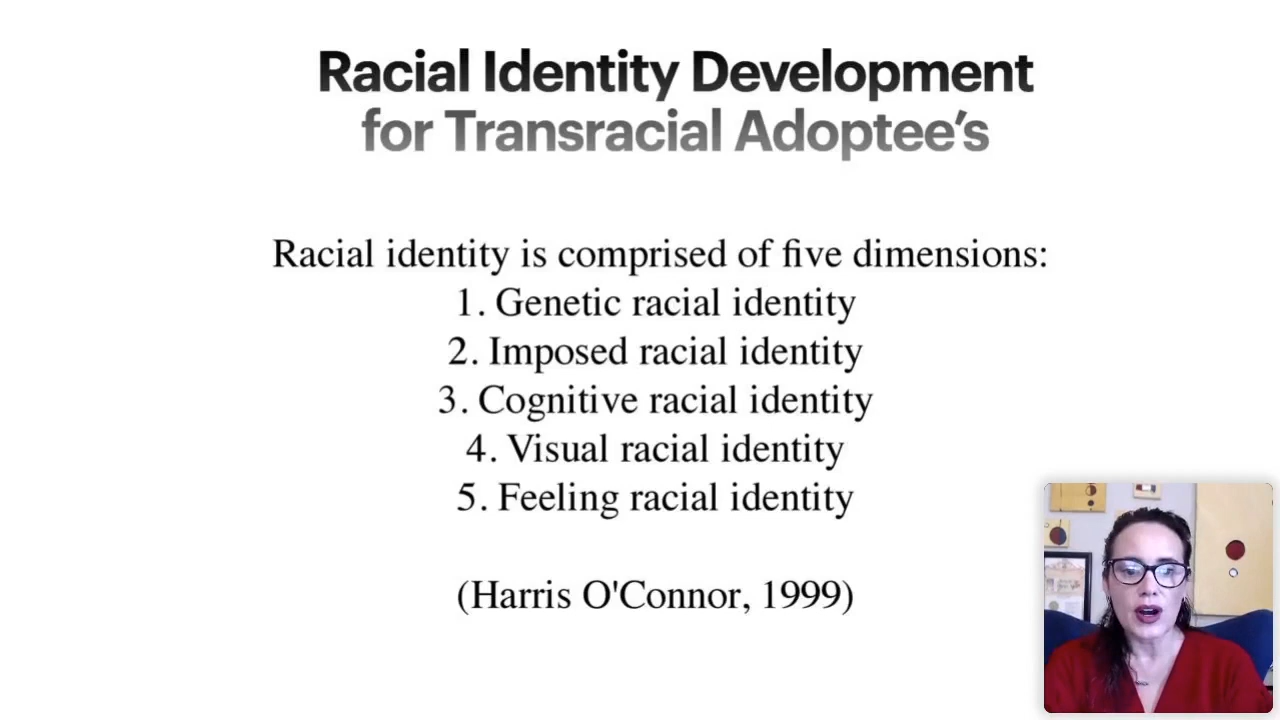 Racial Identity Development
for Transracial Adoptee’s
Racial identity is comprised of five dimensions:
1. Genetic racial identity
2. Imposed racial identity
3. Cognitive racial identity
4. Visual racial identity
5. Feeling racial identity
(Harris O'Connor, 1999)